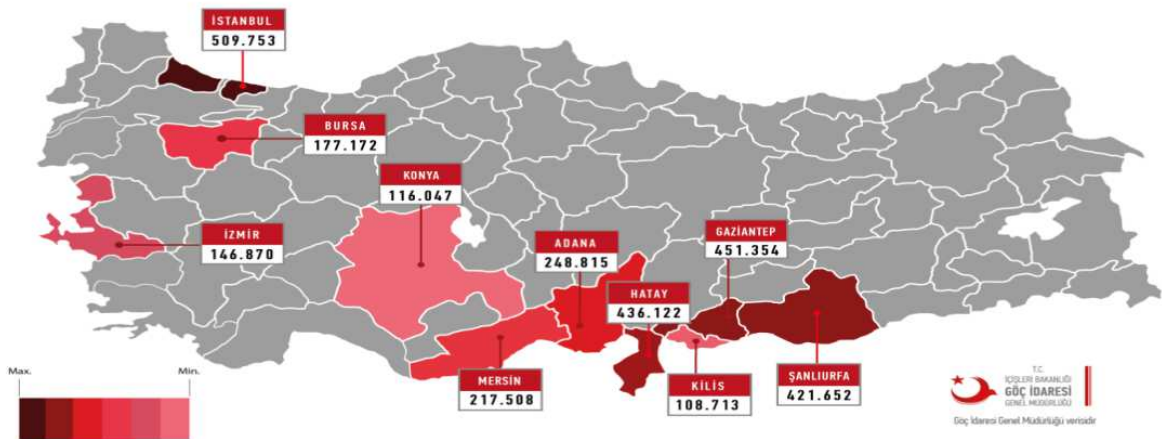 İSTANBUL
509.753
BURSA
177.172
KONYA
116.047
İZMİR
146.870
ADANA
248.815
GAZİANTEP
451.354
HATAY
436.122
MERSİN
217.508
KİLİS
108.713
ŞANLIURFA
421.652
Max.
Min.
T.C.
İÇİŞLERİ BAKANLIĞI
GÖÇ İDARESİ
GENEL MÜDÜRLÜĞÜ
Göç İdaresi Genel Müdürlüğü verisidir